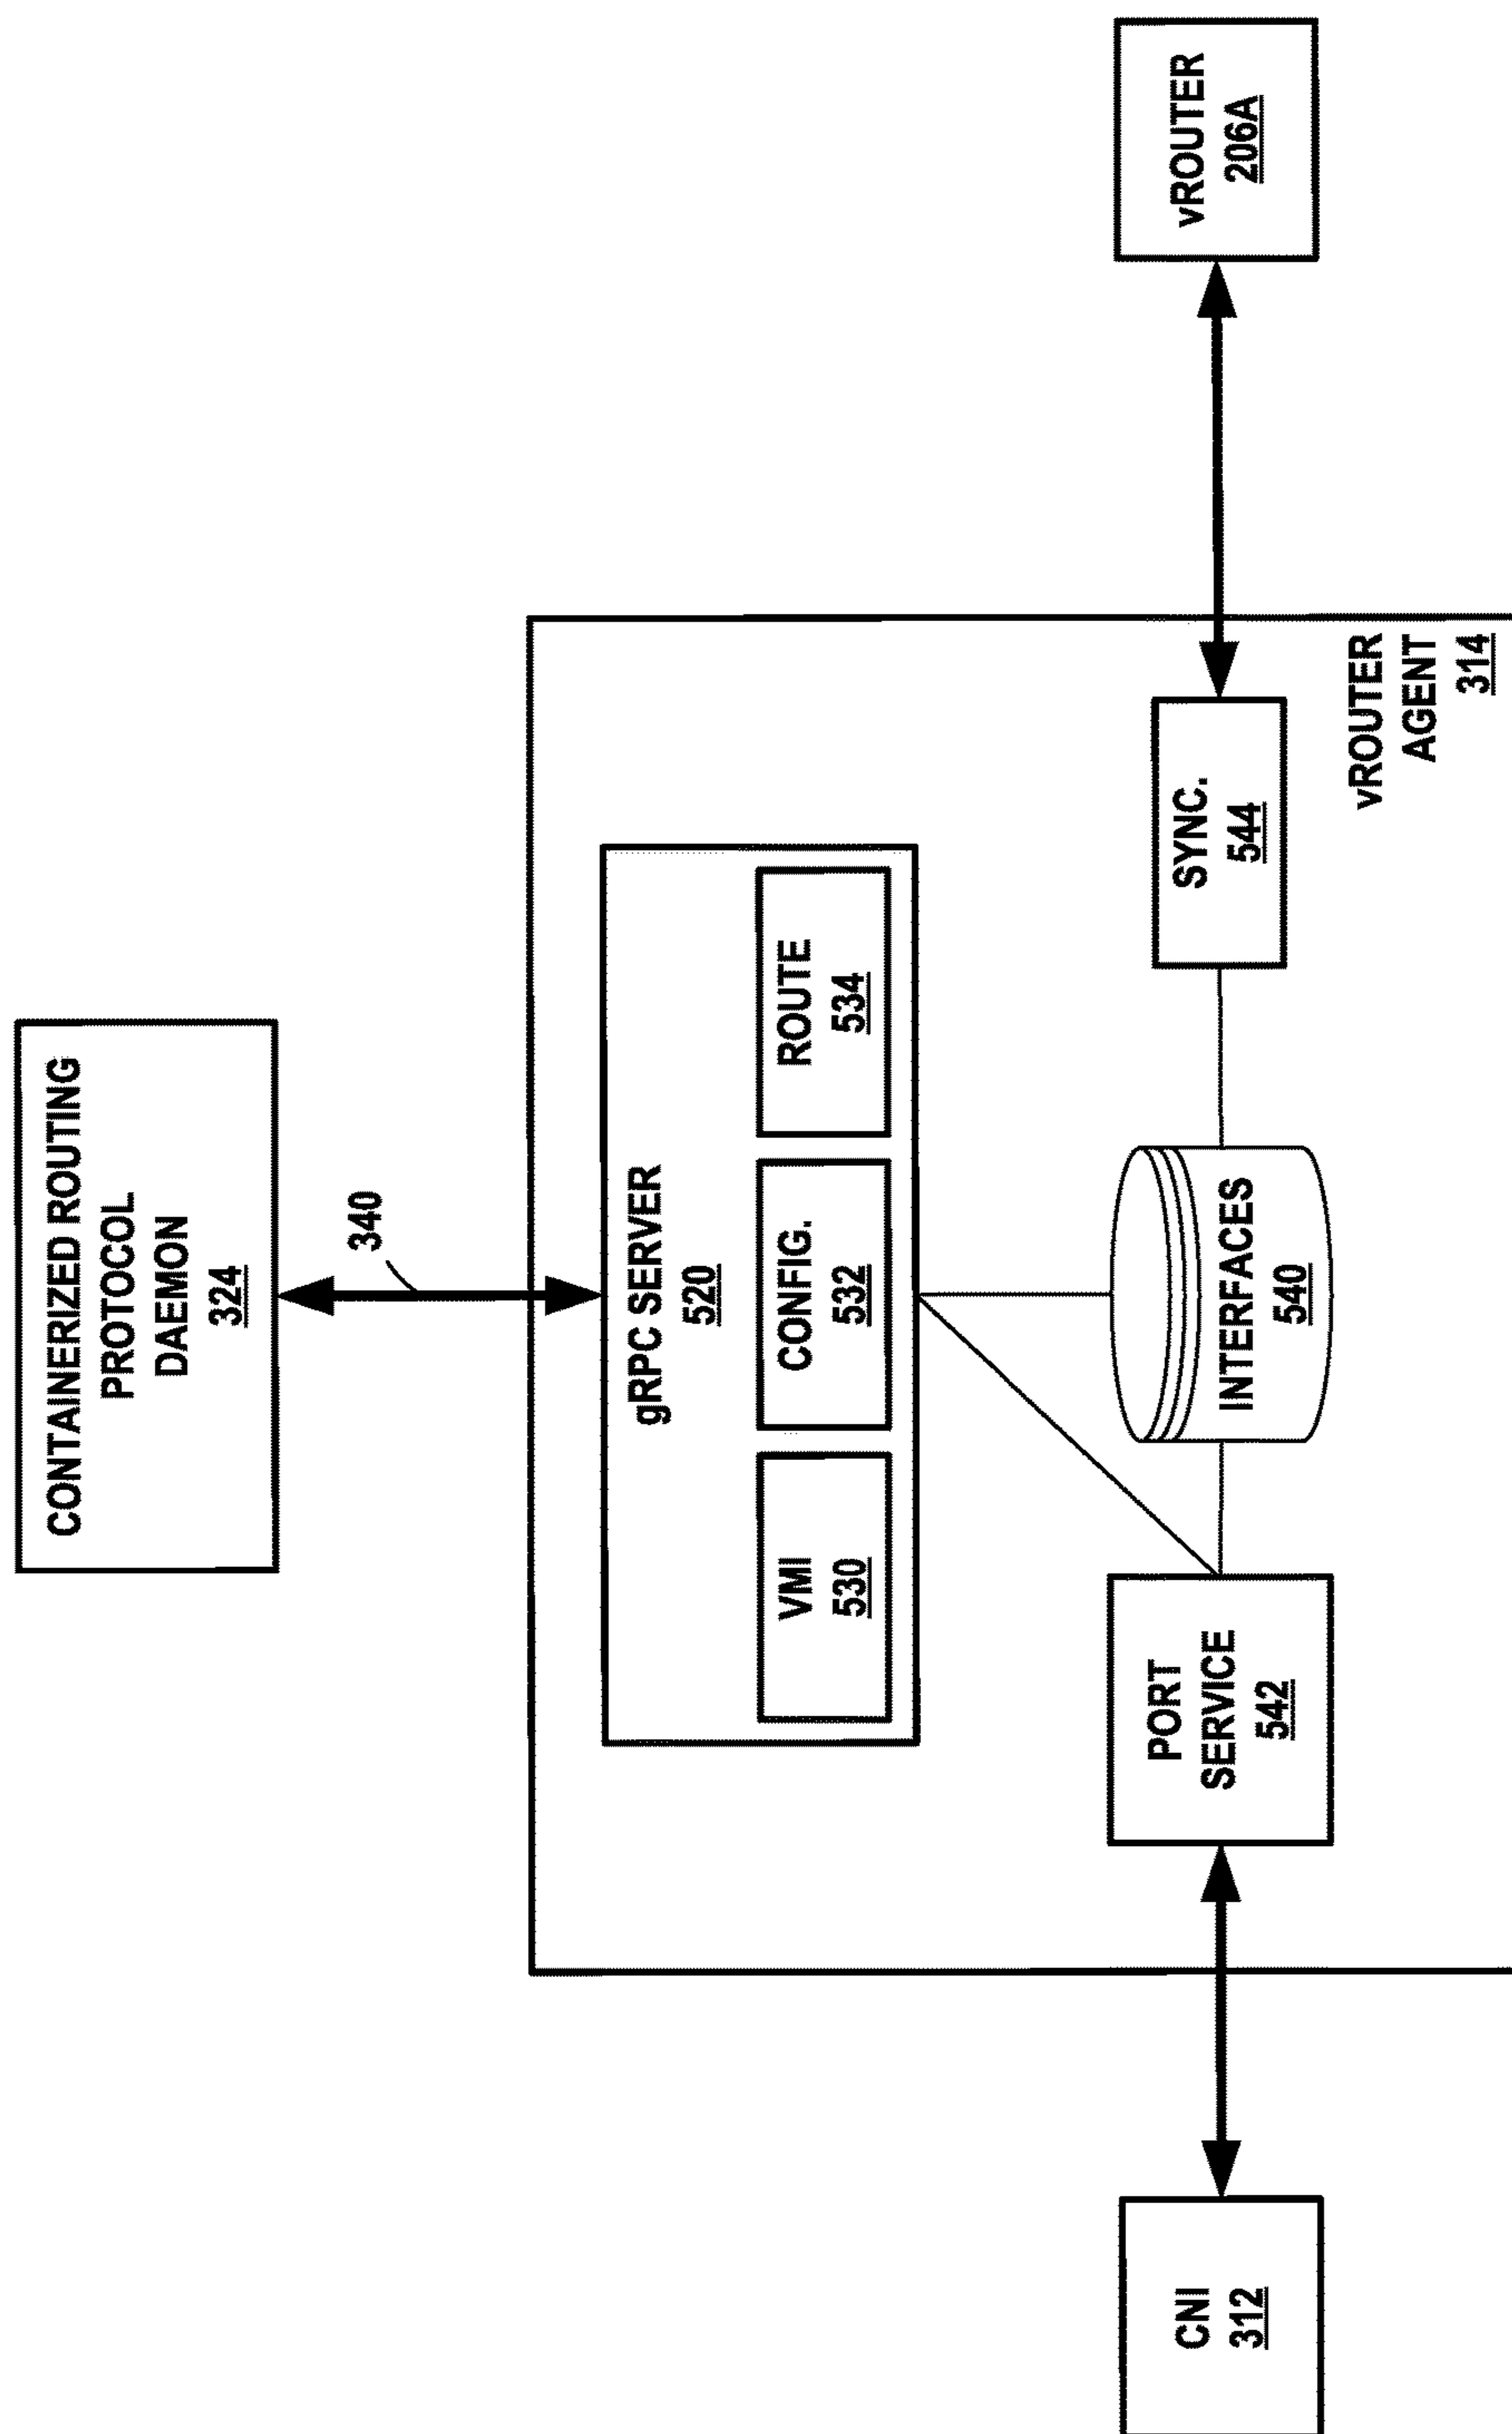 CONTAINERIZED ROUTING
PROTOCOL
DAEMON
324
340
gRPC SERVER
520
VMI
530
CONFIG.
532
ROUTE
534
CNI
312
PORT
SERVICE
542
INTERFACES
540
SYNC.
544
vROUTER
206A
vROUTER
AGENT
314